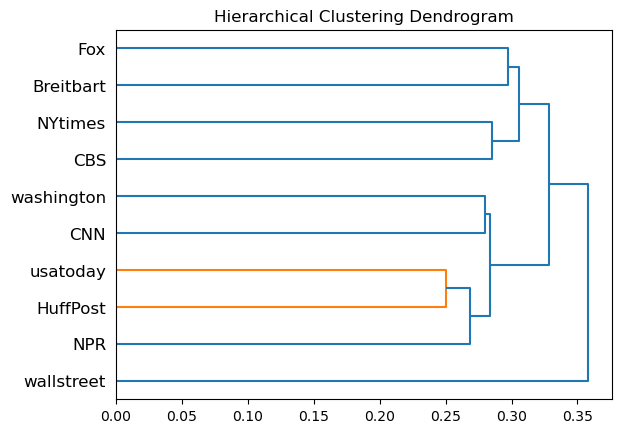 Hierarchical Clustering Dendrogram
Fox
Breitbart
NYtimes
CBS
washington
CNN
usatoday
HuffPost
NPR
wallstreet
0.00 0.05 0.10 0.15 0.20 0.25 0.30 0.35